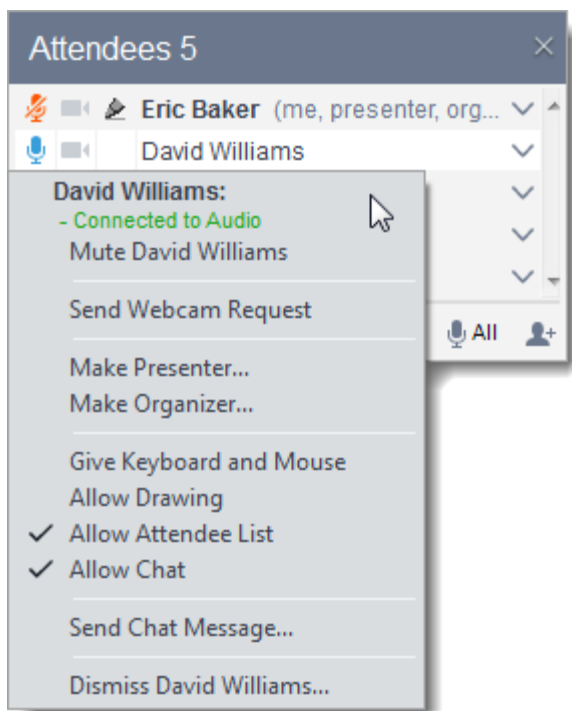 Attendees 5
Eric Baker (me, presenter, org...
David Williams
David Williams:
- Connected to Audio
Mute David Williams
Send Webcam Request
All
Make Presenter...
Make Organizer...
Give Keyboard and Mouse
Allow Drawing
Allow Attendee List
Allow Chat
Send Chat Message...
Dismiss David Williams...